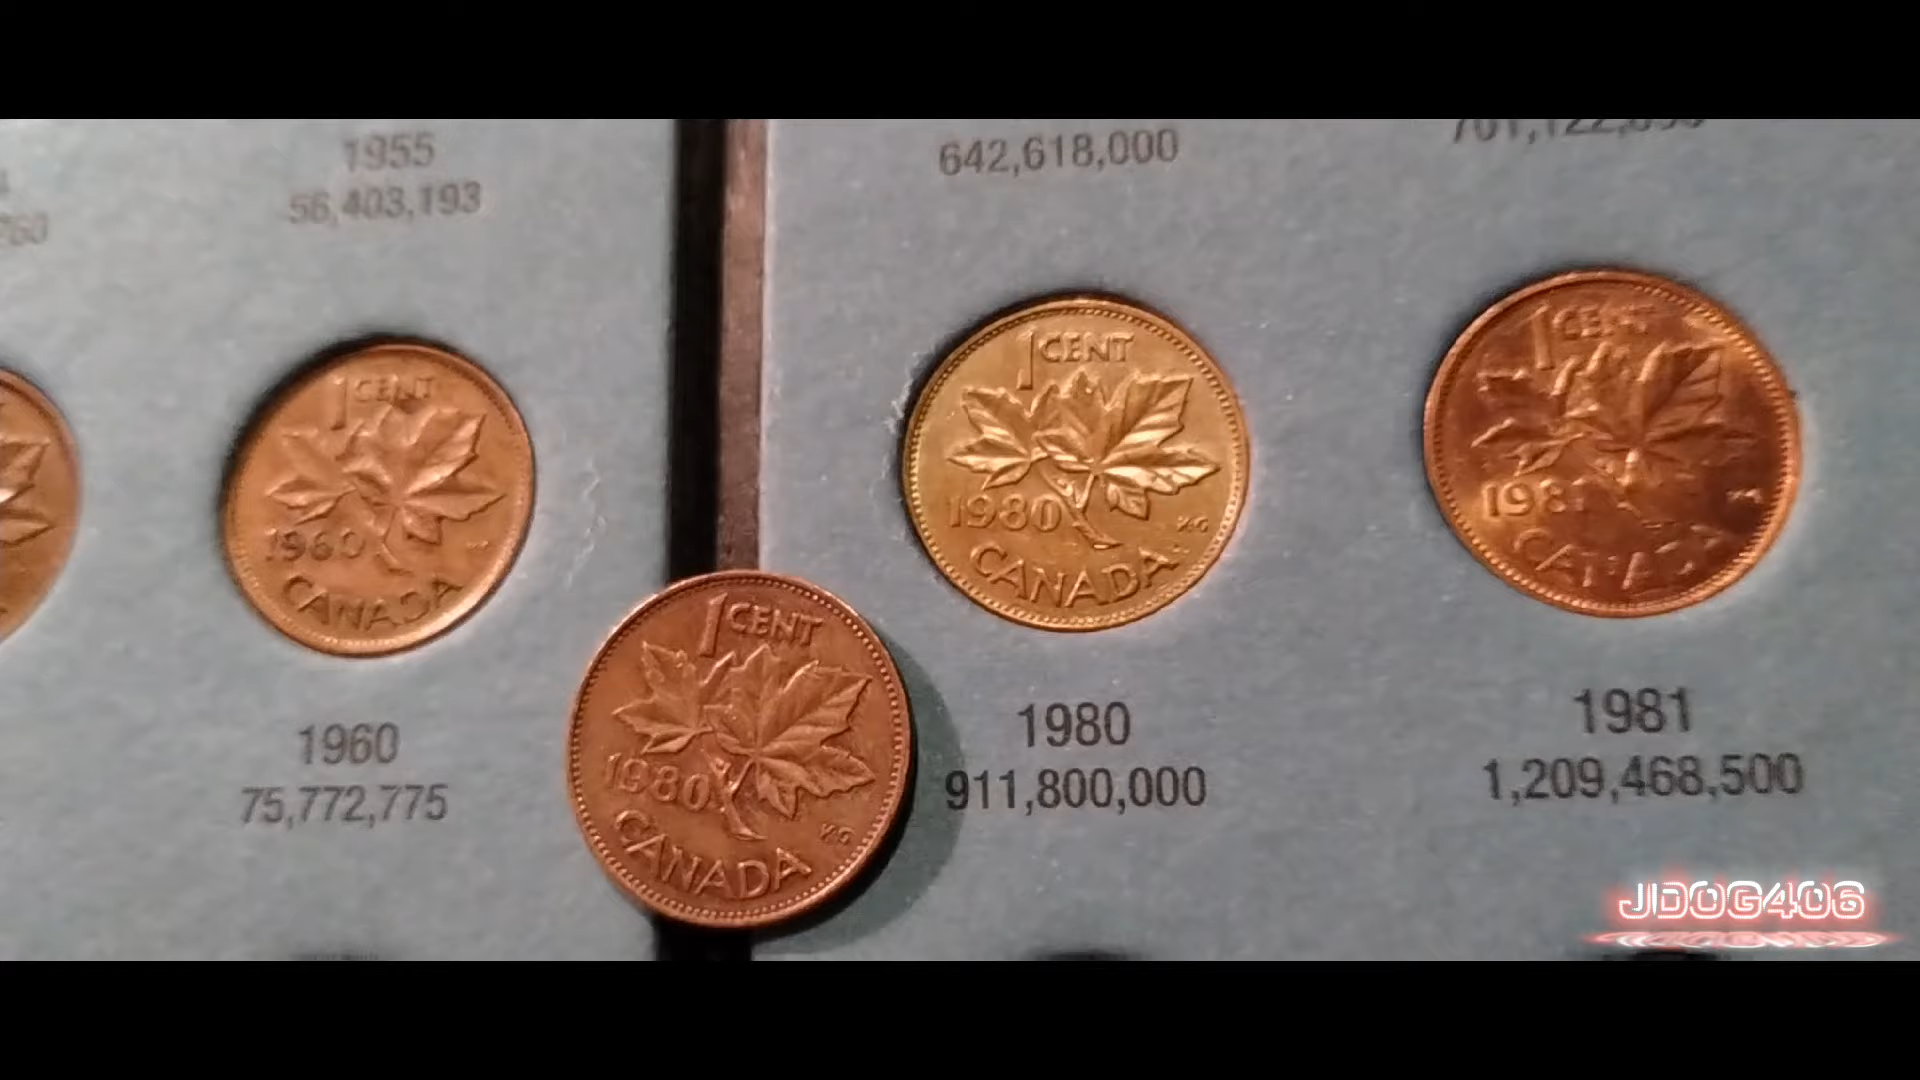 1955
56,403,193
642,618,000
1 CENT
1960
CANADA
1960
75,772,775
1 CENT
1980
KG
CANADA
1 CENT
1980
KG
CANADA
1980
911,800,000
1 CENT
1981
CANADA
1981
1,209,468,500
JDOG406